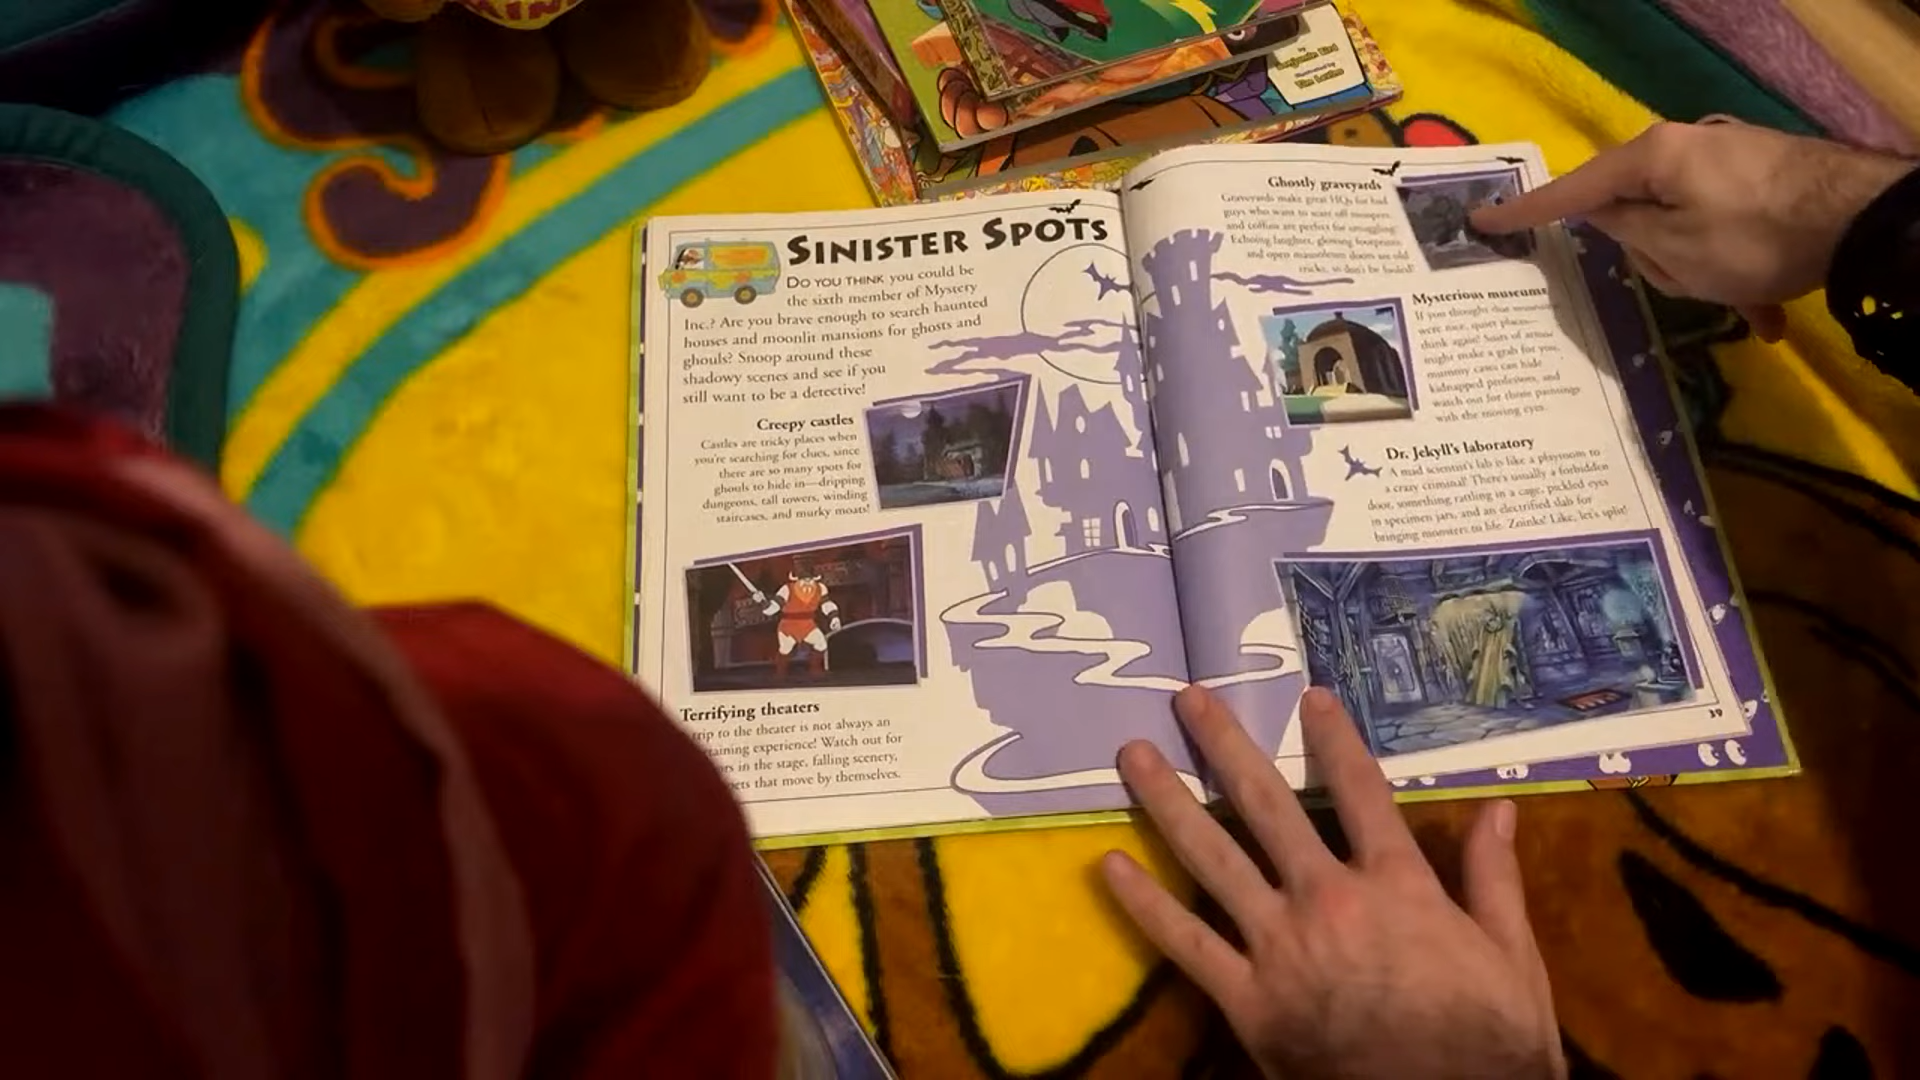 by
Benjamin Bird
illustrated by
Tim Levins
SINISTER SPOTS
DO YOU THINK you could be
the sixth member of Mystery
Inc.? Are you brave enough to search haunted
houses and moonlit mansions for ghosts and
ghouls? Snoop around these
shadowy scenes and see if you
still want to be a detective!
Creepy castles
Castles are tricky places when
you're searching for clues, since
there are so many spots for
ghouls to hide in—dripping
dungeons, tall towers, winding
staircases, and murky moats!
Terrifying theaters
trip to the theater is not always an
taining experience! Watch out for
ors in the stage, falling scenery,
pets that move by themselves.
Ghostly graveyards
Graveyards make great HQs for bad
guys who want to scare off snoopers,
and coffins are perfect for smuggling!
Echoing laughter, glowing footprints,
and open mausoleum doors are old
tricks, so don't be fooled!
Mysterious museums
If you thought that museums
were nice, quiet places—
think again! Suits of armor
might make a grab for you,
mummy cases can hide
kidnapped professors, and
watch out for those paintings
with the moving eyes.
Dr. Jekyll's laboratory
A mad scientist's lab is like a playroom to
a crazy criminal! There's usually a forbidden
door, something rattling in a cage, pickled eyes
in specimen jars, and an electrified slab for
bringing monsters to life. Zoinks! Like, let's split!
39